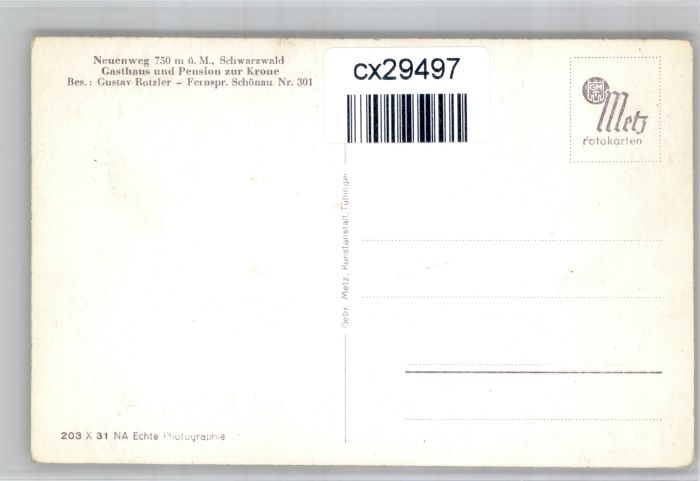 Neuenweg 750 m ü. M., Schwarzwald
Gasthaus und Pension zur Krone
Bes.: Gustav Rotzler – Fernspr. Schönau Nr. 301
cx29497
GM
Metz
Fotokarten
Gebr. Metz, Kunstanstalt, Tübingen
203 X 31 NA Echte Photographie